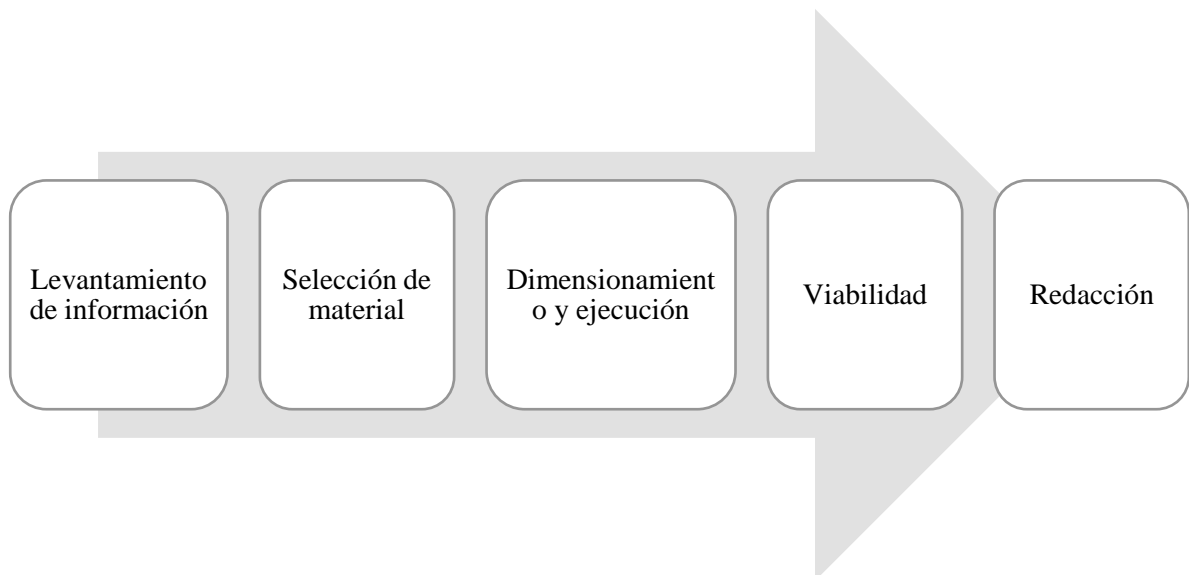 Levantamiento
de información
Selección de
material
Dimensionamient
o y ejecución
Viabilidad
Redacción